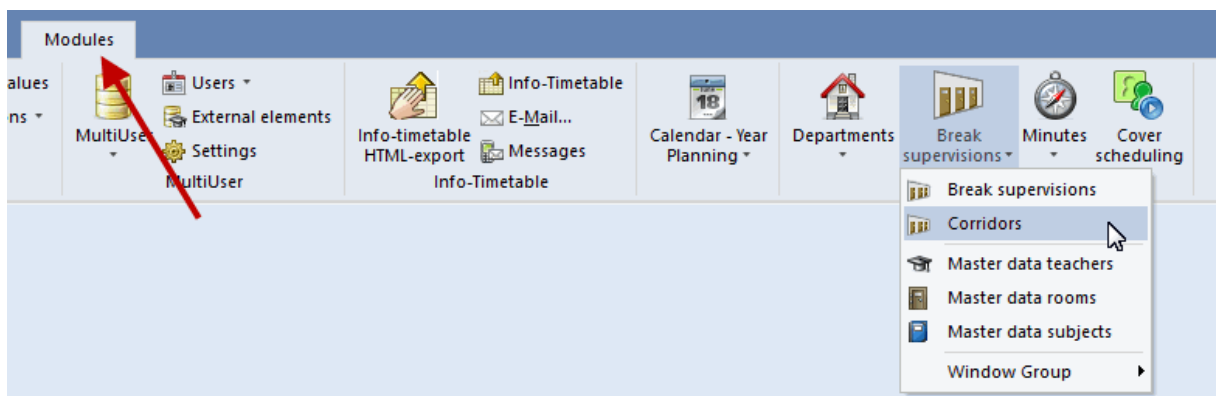 Modules
alues
ns
MultiUser
Users
External elements
Settings
MultiUser
Info-timetable
HTML-export
Info-Timetable
E-Mail...
Messages
Info-Timetable
18
Calendar - Year
Planning
Departments
Break
supervisions
Minutes
Cover
scheduling
Break supervisions
Corridors
Master data teachers
Master data rooms
Master data subjects
Window Group